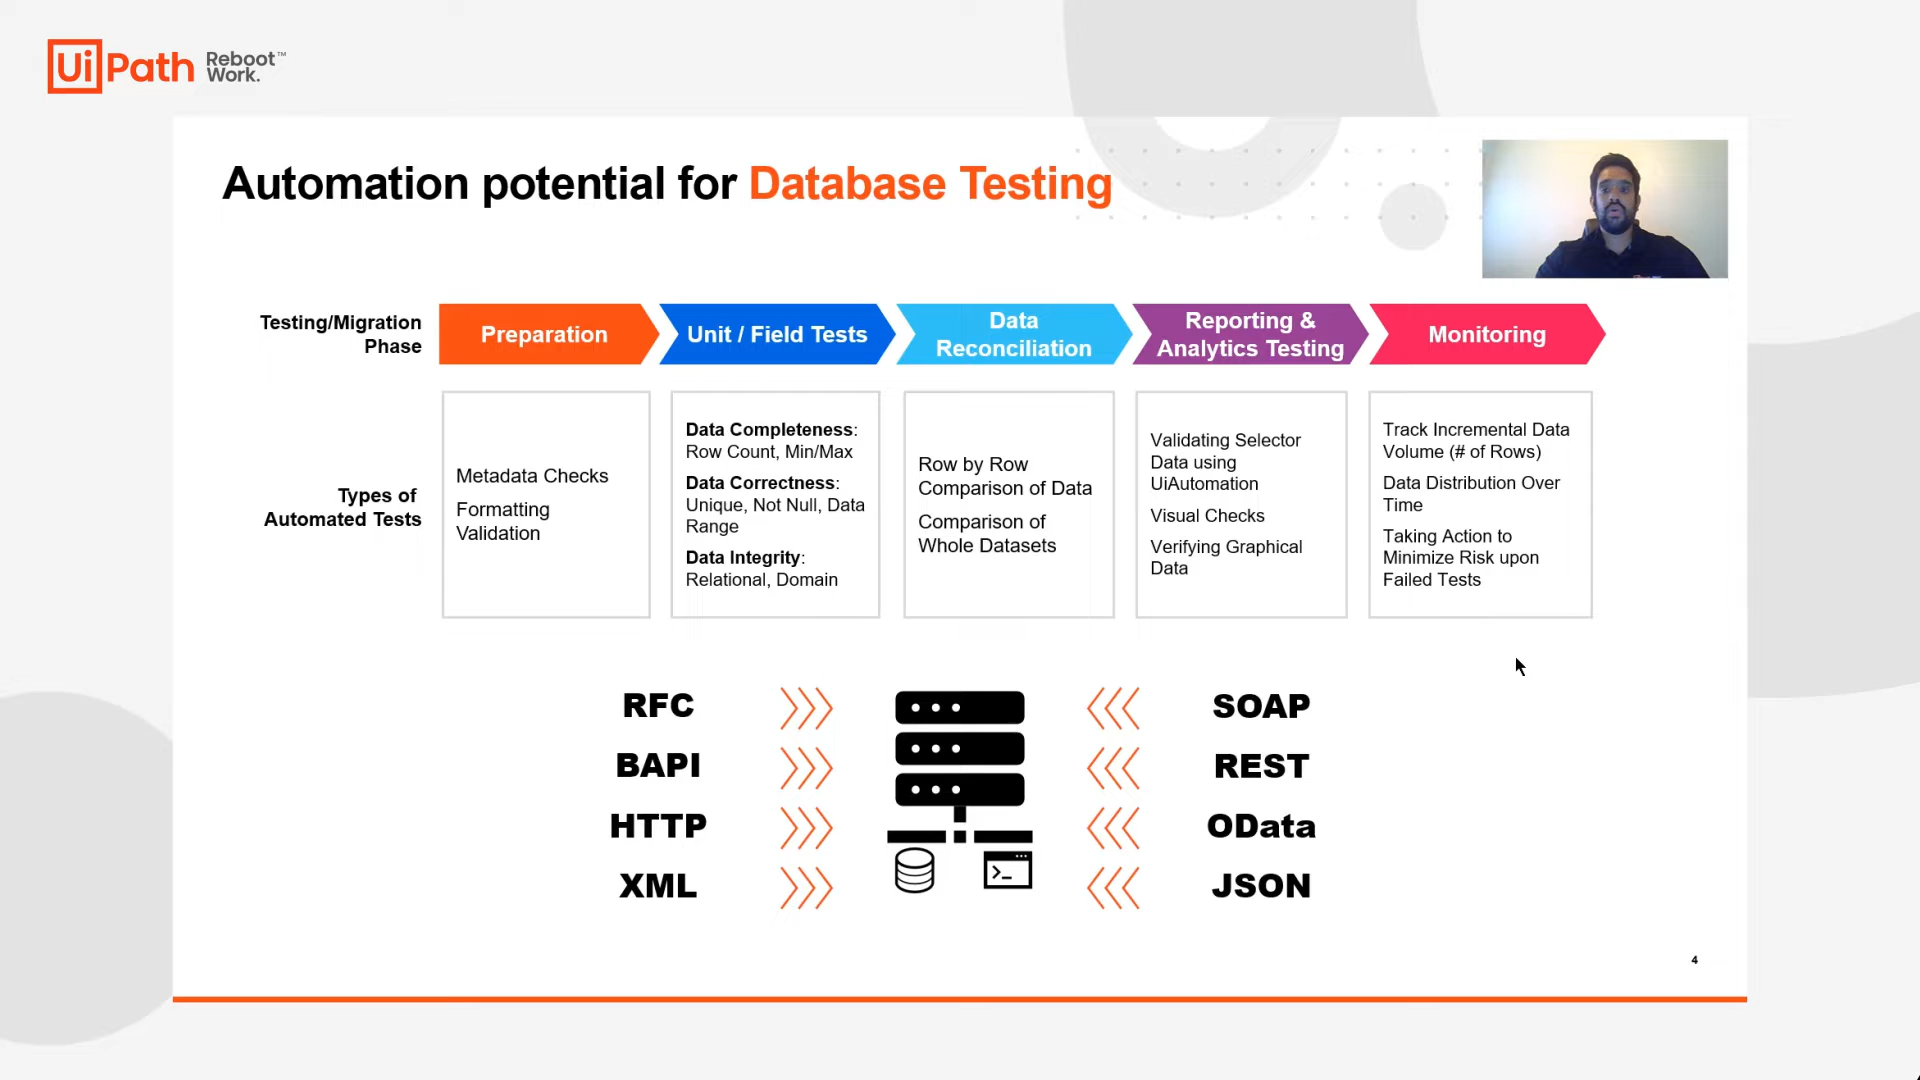 UiPath Reboot™
Work.
Automation potential for Database Testing
Testing/Migration
Phase
Preparation
Unit / Field Tests
Data
Reconciliation
Reporting &
Analytics Testing
Monitoring
Types of
Automated Tests
Metadata Checks
Formatting
Validation
Data Completeness:
Row Count, Min/Max
Data Correctness:
Unique, Not Null, Data
Range
Data Integrity:
Relational, Domain
Row by Row
Comparison of Data
Comparison of
Whole Datasets
Validating Selector
Data using
UiAutomation
Visual Checks
Verifying Graphical
Data
Track Incremental Data
Volume (# of Rows)
Data Distribution Over
Time
Taking Action to
Minimize Risk upon
Failed Tests
RFC
BAPI
HTTP
XML
SOAP
REST
OData
JSON
4